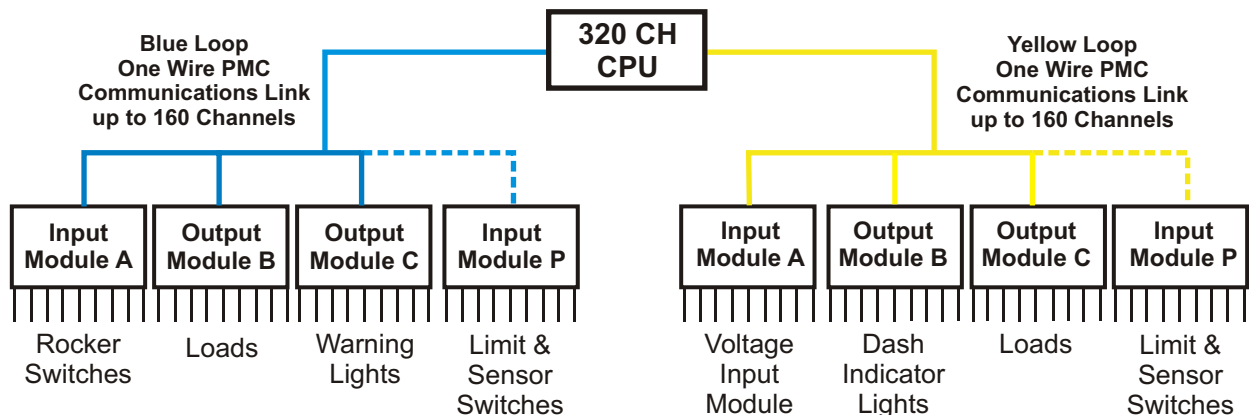 320 CH
CPU
Blue Loop
One Wire PMC
Communications Link
up to 160 Channels
Yellow Loop
One Wire PMC
Communications Link
up to 160 Channels
Input
Module A
Output
Module B
Output
Module C
Input
Module P
Input
Module A
Output
Module B
Output
Module C
Input
Module P
Rocker
Switches
Loads
Warning
Lights
Limit &
Sensor
Switches
Voltage
Input
Module
Dash
Indicator
Lights
Loads
Limit &
Sensor
Switches